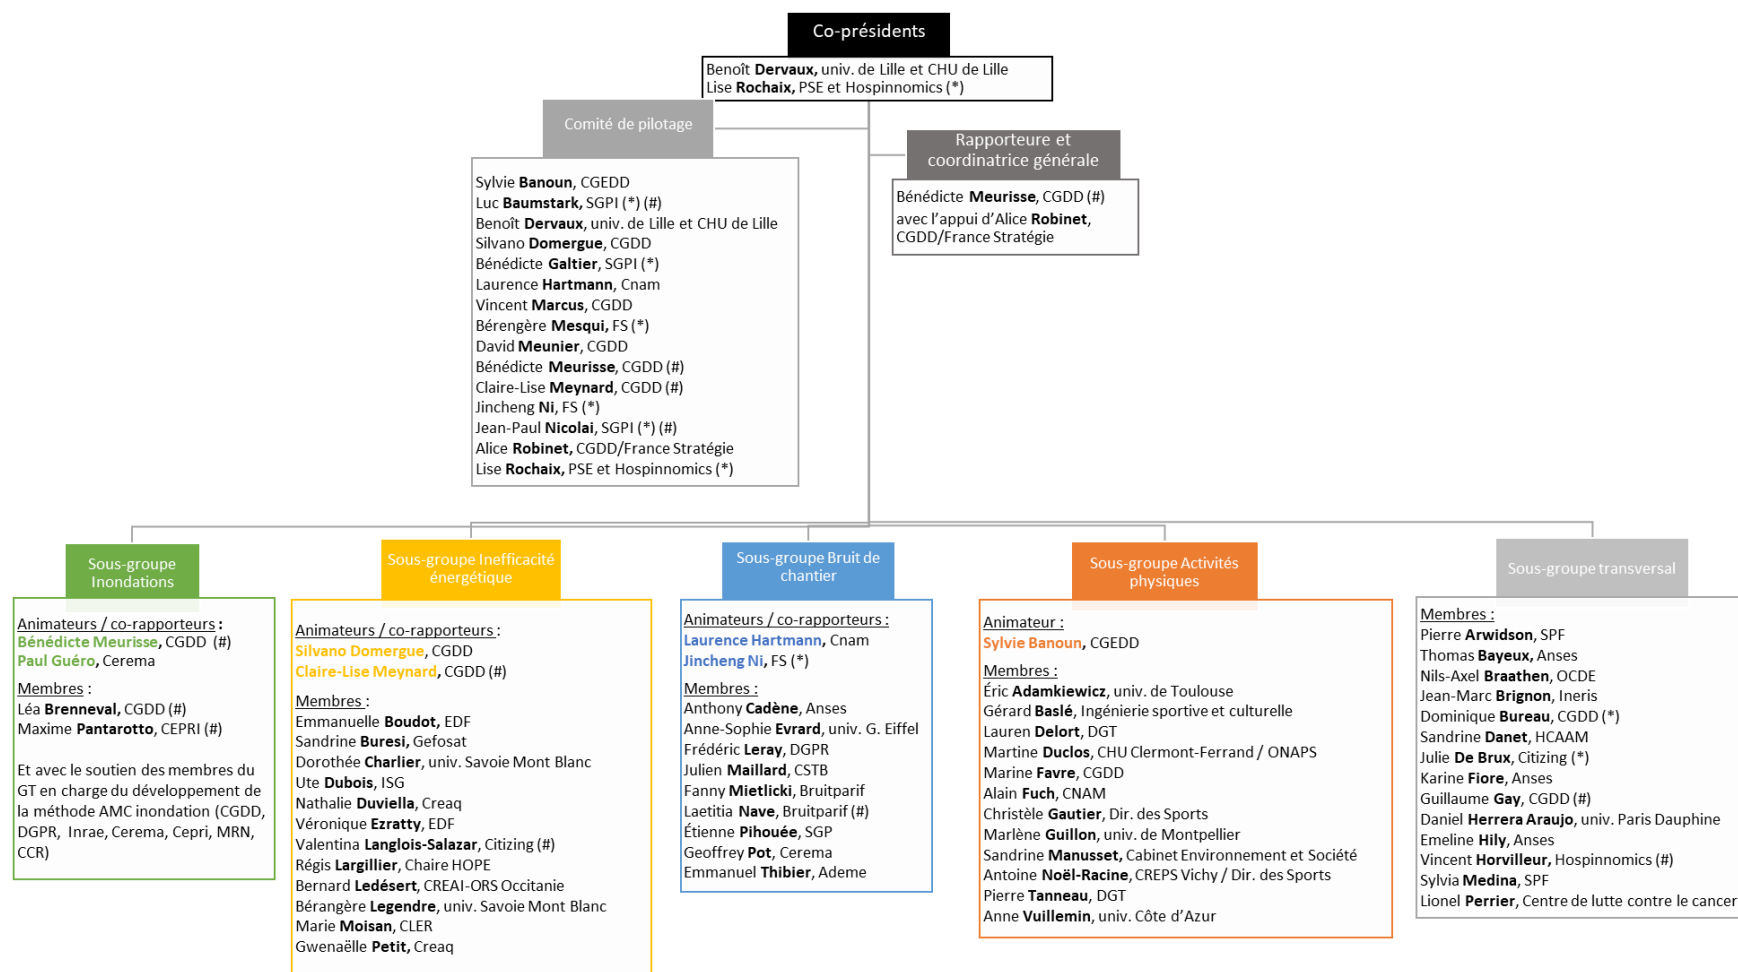 Co-présidents
Benoît Dervaux, univ. de Lille et CHU de Lille
Lise Rochaix, PSE et Hospinnomics (*)
Comité de pilotage
Sylvie Banoun, CGEDD
Luc Baumstark, SGPI (*) (#)
Benoît Dervaux, univ. de Lille et CHU de Lille
Silvano Domergue, CGDD
Bénédicte Galtier, SGPI (*)
Laurence Hartmann, Cnam
Vincent Marcus, CGDD
Bérengère Mesqui, FS (*)
David Meunier, CGDD
Bénédicte Meurisse, CGDD (#)
Claire-Lise Meynard, CGDD (#)
Jincheng Ni, FS (*)
Jean-Paul Nicolai, SGPI (*) (#)
Alice Robinet, CGDD/France Stratégie
Lise Rochaix, PSE et Hospinnomics (*)
Rapporteure et
coordinatrice générale
Bénédicte Meurisse, CGDD (#)
avec l'appui d'Alice Robinet,
CGDD/France Stratégie
Sous-groupe
Inondations
Animateurs / co-rapporteurs :
Bénédicte Meurisse, CGDD (#)
Paul Guéro, Cerema
Membres :
Léa Brenneval, CGDD (#)
Maxime Pantarotto, CEPRI (#)
Et avec le soutien des membres du
GT en charge du développement de
la méthode AMC inondation (CGDD,
DGPR, Inrae, Cerema, Cepri, MRN,
CCR)
Sous-groupe Inefficacité
énergétique
Animateurs / co-rapporteurs :
Silvano Domergue, CGDD
Claire-Lise Meynard, CGDD (#)
Membres :
Emmanuelle Boudot, EDF
Sandrine Buresi, Gefosat
Dorothée Charlier, univ. Savoie Mont Blanc
Ute Dubois, ISG
Nathalie Duviella, Creaq
Véronique Ezratty, EDF
Valentina Langlois-Salazar, Citizing (#)
Régis Largillier, Chaire HOPE
Bernard Ledésert, CREAI-ORS Occitanie
Bérangère Legendre, univ. Savoie Mont Blanc
Marie Moisan, CLER
Gwenaëlle Petit, Creaq
Sous-groupe Bruit de
chantier
Animateurs / co-rapporteurs :
Laurence Hartmann, Cnam
Jincheng Ni, FS (*)
Membres :
Anthony Cadène, Anses
Anne-Sophie Evrard, univ. G. Eiffel
Frédéric Leray, DGPR
Julien Maillard, CSTB
Fanny Mietlicki, Bruitparif
Laetitia Nave, Bruitparif (#)
Étienne Pihouée, SGP
Geoffrey Pot, Cerema
Emmanuel Thibier, Ademe
Sous-groupe Activités
physiques
Animateur :
Sylvie Banoun, CGEDD
Membres :
Éric Adamkiewicz, univ. de Toulouse
Gérard Baslé, Ingénierie sportive et culturelle
Lauren Delort, DGT
Martine Duclos, CHU Clermont-Ferrand / ONAPS
Marine Favre, CGDD
Alain Fuch, CNAM
Christèle Gautier, Dir. des Sports
Marlène Guillon, univ. de Montpellier
Sandrine Manusset, Cabinet Environnement et Société
Antoine Noël-Racine, CREPS Vichy / Dir. des Sports
Pierre Tanneau, DGT
Anne Vuillemin, univ. Côte d'Azur
Sous-groupe transversal
Membres :
Pierre Arwidson, SPF
Thomas Bayeux, Anses
Nils-Axel Braathen, OCDE
Jean-Marc Brignon, Ineris
Dominique Bureau, CGDD (*)
Sandrine Danet, HCAAM
Julie De Brux, Citizing (*)
Karine Fiore, Anses
Guillaume Gay, CGDD (#)
Daniel Herrera Araujo, univ. Paris Dauphine
Emeline Hily, Anses
Vincent Horvilleur, Hospinnomics (#)
Sylvia Medina, SPF
Lionel Perrier, Centre de lutte contre le cancer